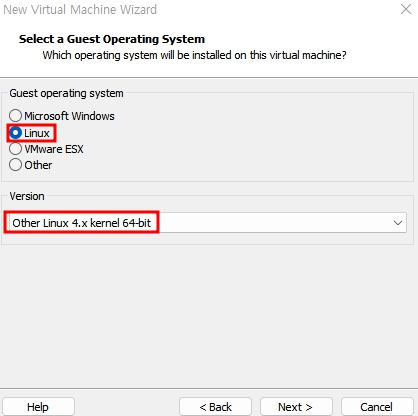 New Virtual Machine Wizard
Select a Guest Operating System
Which operating system will be installed on this virtual machine?
Guest operating system
Microsoft Windows
Linux
VMware ESX
Other
Version
Other Linux 4.x kernel 64-bit
Help
< Back
Next >
Cancel